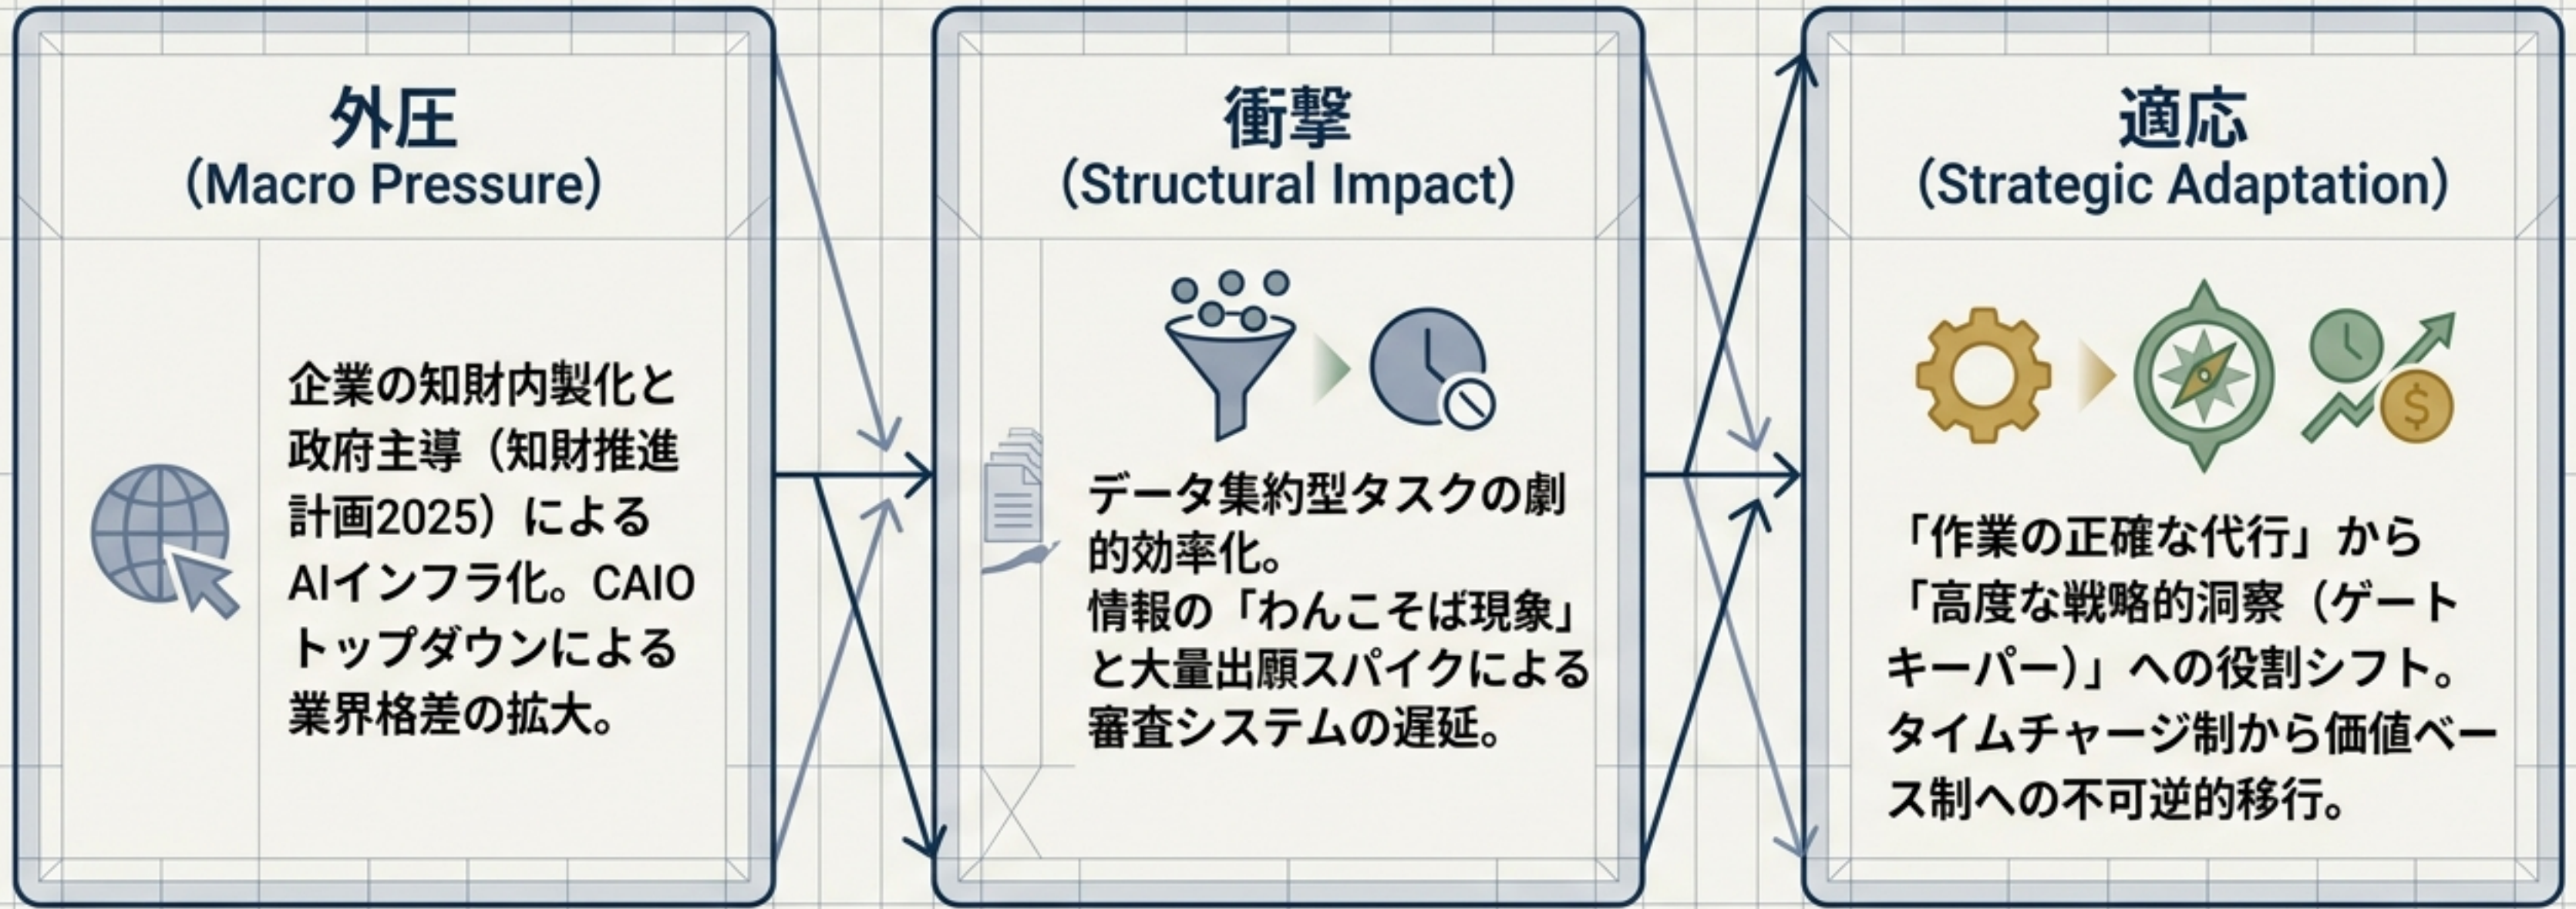 外圧
（Macro Pressure）
企業の知財内製化と
政府主導（知財推進
計画2025）による
AIインフラ化。CAIO
トップダウンによる
業界格差の拡大。
衝撃
（Structural Impact）
データ集約型タスクの劇
的効率化。
情報の「わんこそば現象」
と大量出願スパイクによる
審査システムの遅延。
適応
（Strategic Adaptation）
「作業の正確な代行」から
「高度な戦略的洞察（ゲート
キーパー）」への役割シフト。
タイムチャージ制から価値ベー
ス制への不可逆的移行。